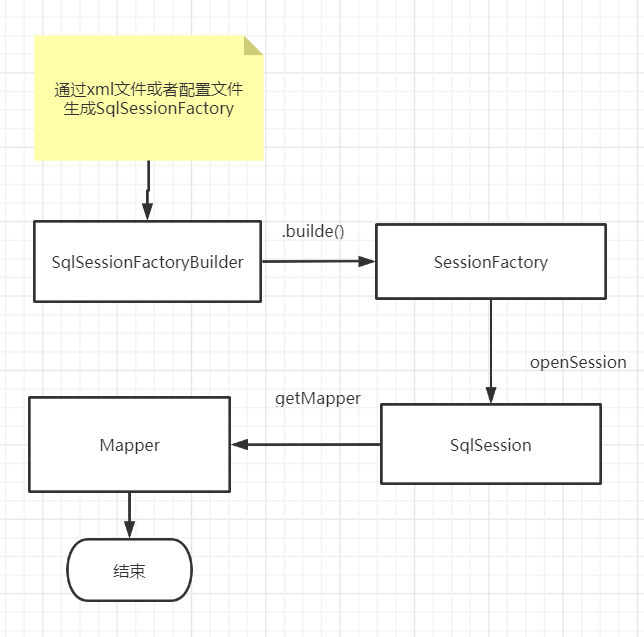 通过xml文件或者配置文件
生成SqlSessionFactory
SqlSessionFactoryBuilder
.builde()
SessionFactory
openSession
SqlSession
getMapper
Mapper
结束